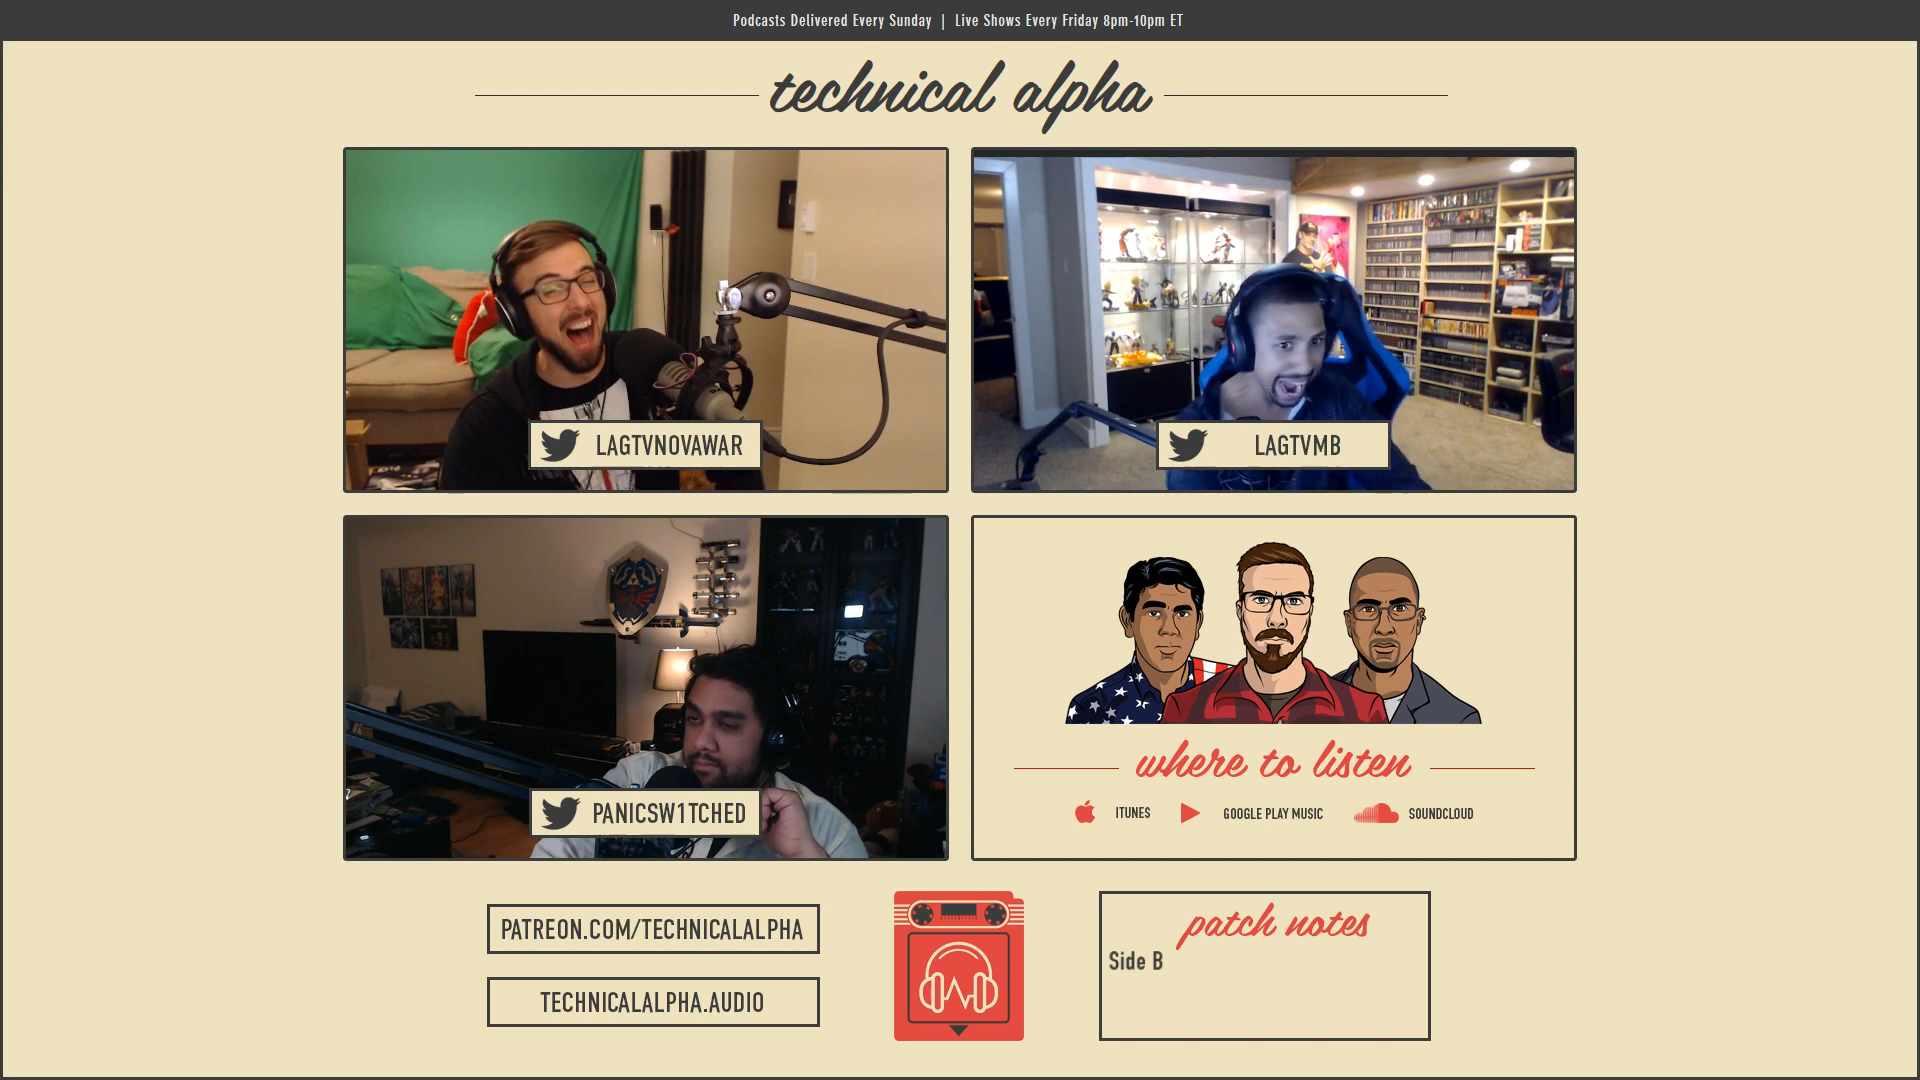 Podcasts Delivered Every Sunday | Live Shows Every Friday 8pm-10pm ET
technical alpha
LAGTVNOVAWAR
LAGTVMB
PANICSW1TCHED
where to listen
ITUNES
GOOGLE PLAY MUSIC
SOUNDCLOUD
PATREON.COM/TECHNICALALPHA
TECHNICALALPHA.AUDIO
patch notes
Side B